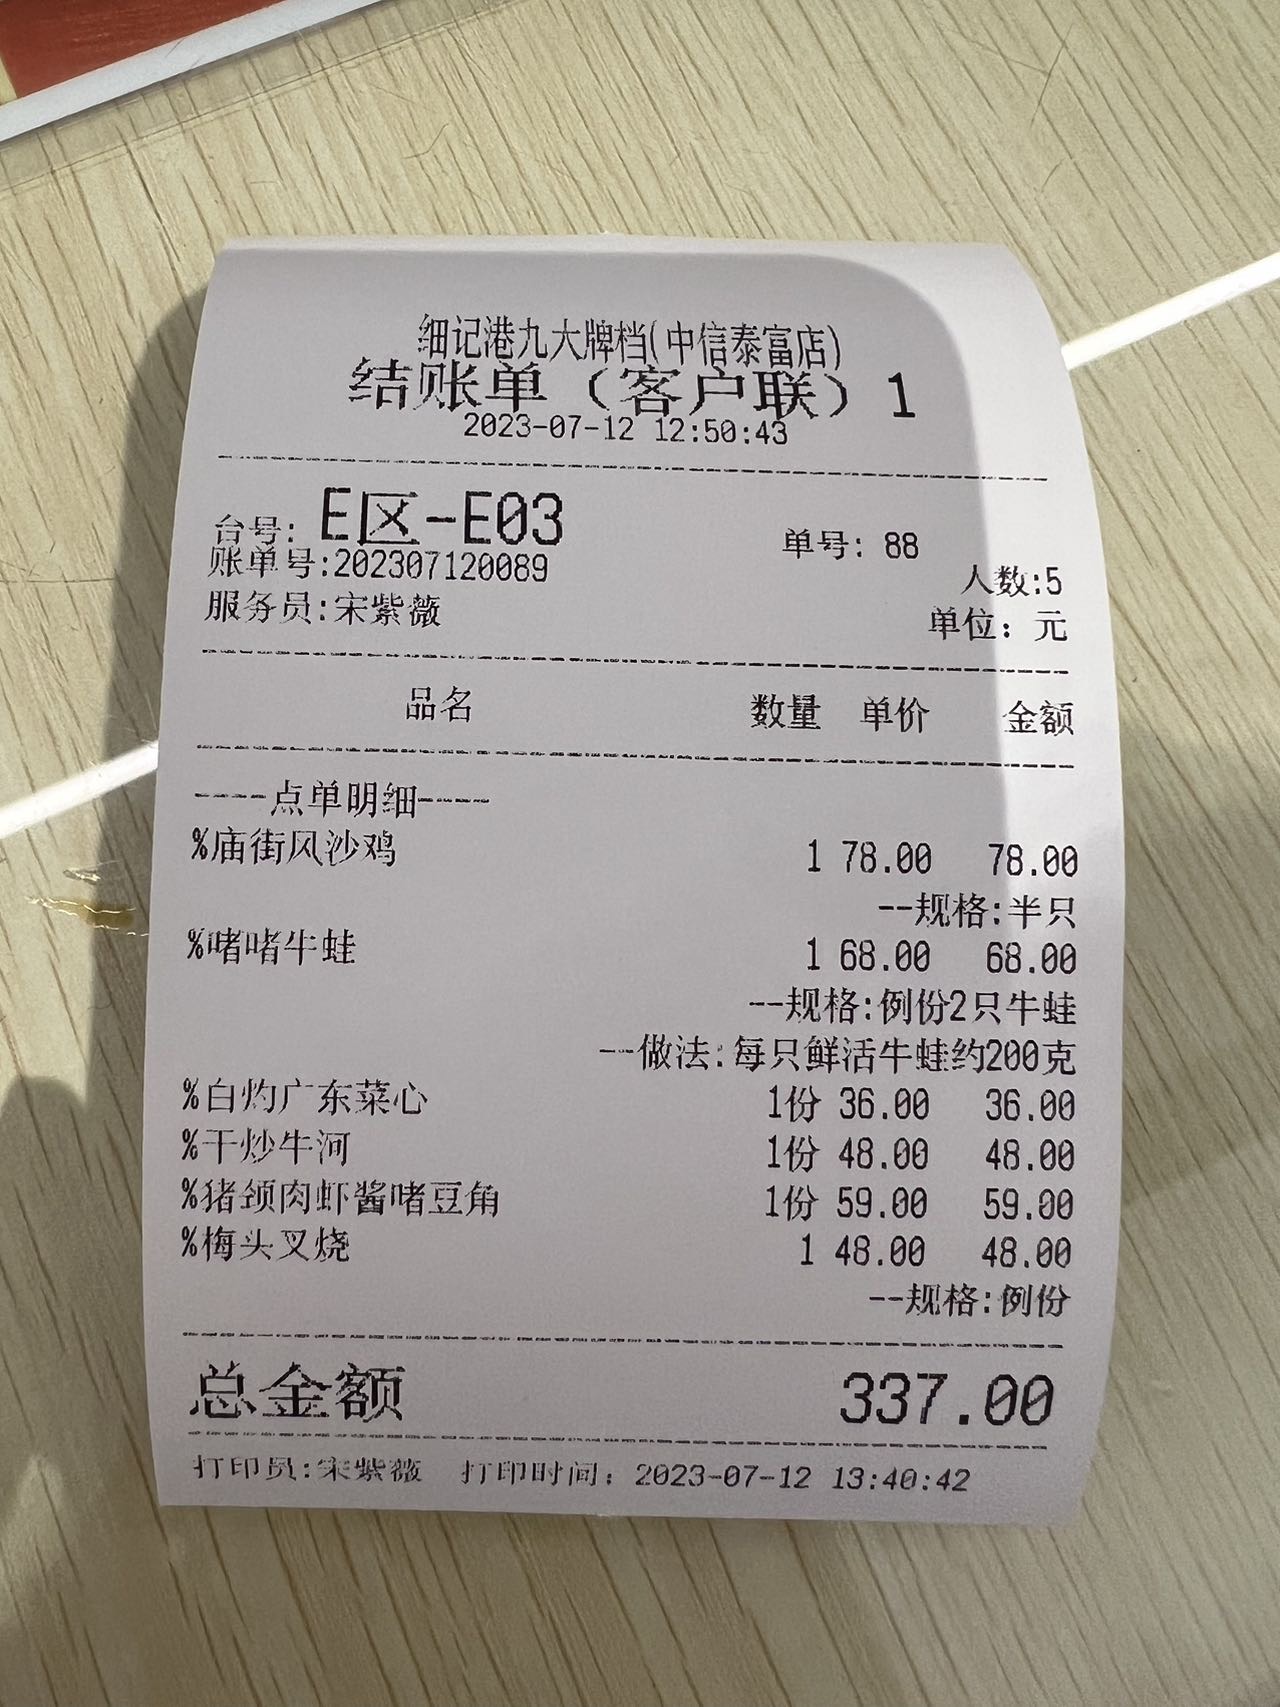 细记港九大牌档(中信泰富店)
结账单（客户联）1
2023-07-12 12:50:43
台号: E区-E03 单号: 88
账单号:202307120089
人数:5
服务员:宋紫薇
单位: 元
品名 数量 单价 金额
----点单明细----
%庙街风沙鸡 1 78.00 78.00
--规格:半只
%啫啫牛蛙 1 68.00 68.00
--规格:例份2只牛蛙
--做法:每只鲜活牛蛙约200克
%白灼广东菜心 1份 36.00 36.00
%干炒牛河 1份 48.00 48.00
%猪颈肉虾酱啫豆角 1份 59.00 59.00
%梅头叉烧 1 48.00 48.00
--规格:例份
总金额 337.00
打印员:宋紫薇 打印时间: 2023-07-12 13:40:42